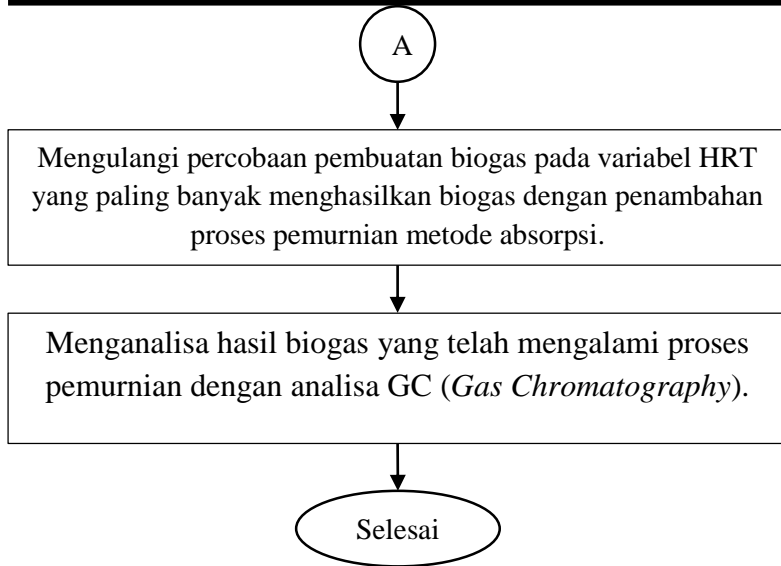 A
Mengulangi percobaan pembuatan biogas pada variabel HRT
yang paling banyak menghasilkan biogas dengan penambahan
proses pemurnian metode absorpsi.
Menganalisa hasil biogas yang telah mengalami proses
pemurnian dengan analisa GC (Gas Chromatography).
Selesai